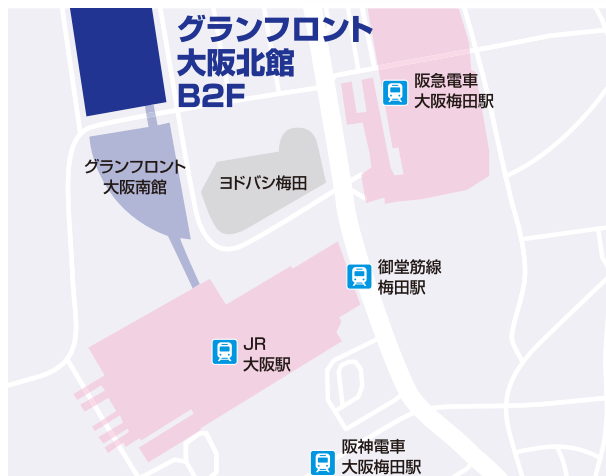 グランフロント
大阪北館
B2F
阪急電車
大阪梅田駅
グランフロント
大阪南館
ヨドバシ梅田
御堂筋線
梅田駅
JR
大阪駅
阪神電車
大阪梅田駅